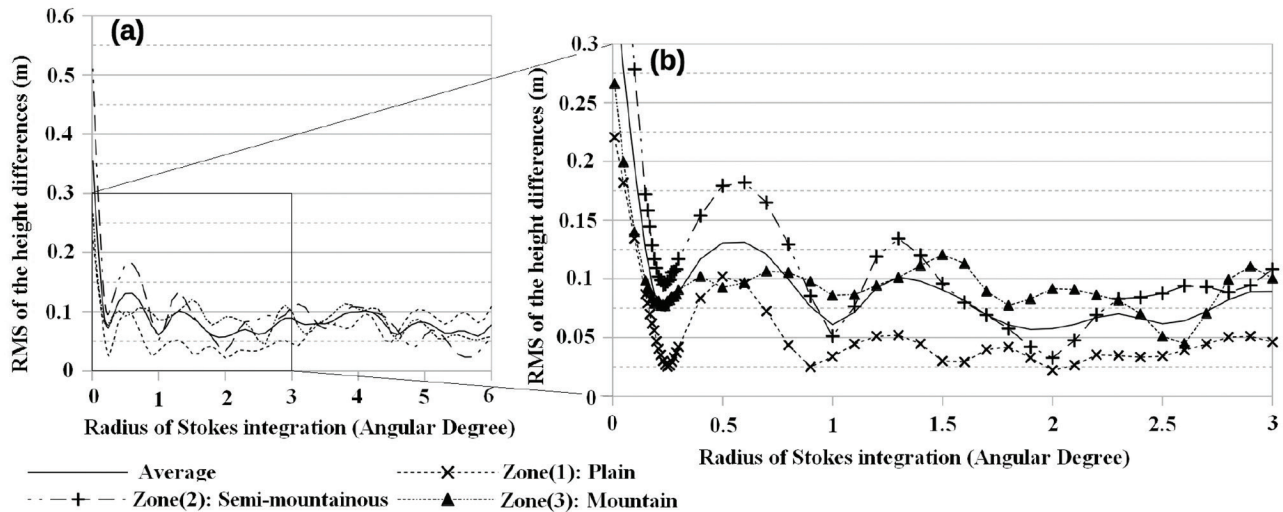 (a)
RMS of the height differences (m)
0.6
0.5
0.4
0.3
0.2
0.1
0
0 1 2 3 4 5 6
Radius of Stokes integration (Angular Degree)
(b)
RMS of the height differences (m)
0.3
0.25
0.2
0.15
0.1
0.05
0
0 0.5 1 1.5 2 2.5 3
Radius of Stokes integration (Angular Degree)
Average
Zone(1): Plain
Zone(2): Semi-mountainous
Zone(3): Mountain